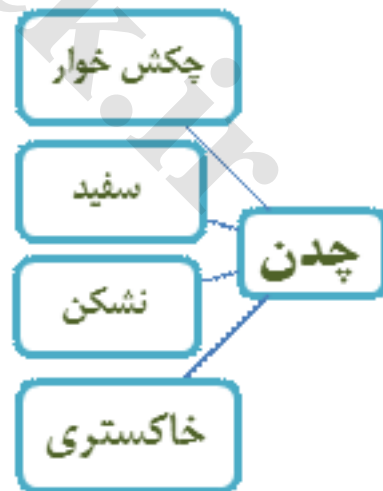 چکش خوار
سفید
چدن
نشکن
خاکستری